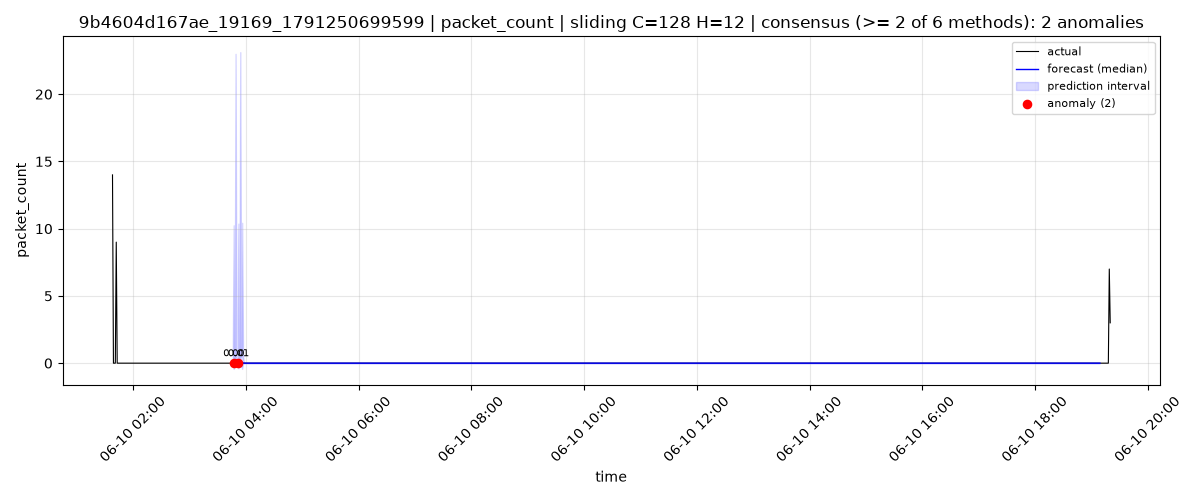 9b4604d167ae_19169_1791250699599 | packet_count | sliding C=128 H=12 | consensus (>= 2 of 6 methods): 2 anomalies
actual
forecast (median)
prediction interval
anomaly (2)
packet_count
20
15
10
5
0
06-10 02:00
06-10 04:00
06-10 06:00
06-10 08:00
06-10 10:00
06-10 12:00
06-10 14:00
06-10 16:00
06-10 18:00
06-10 20:00
time